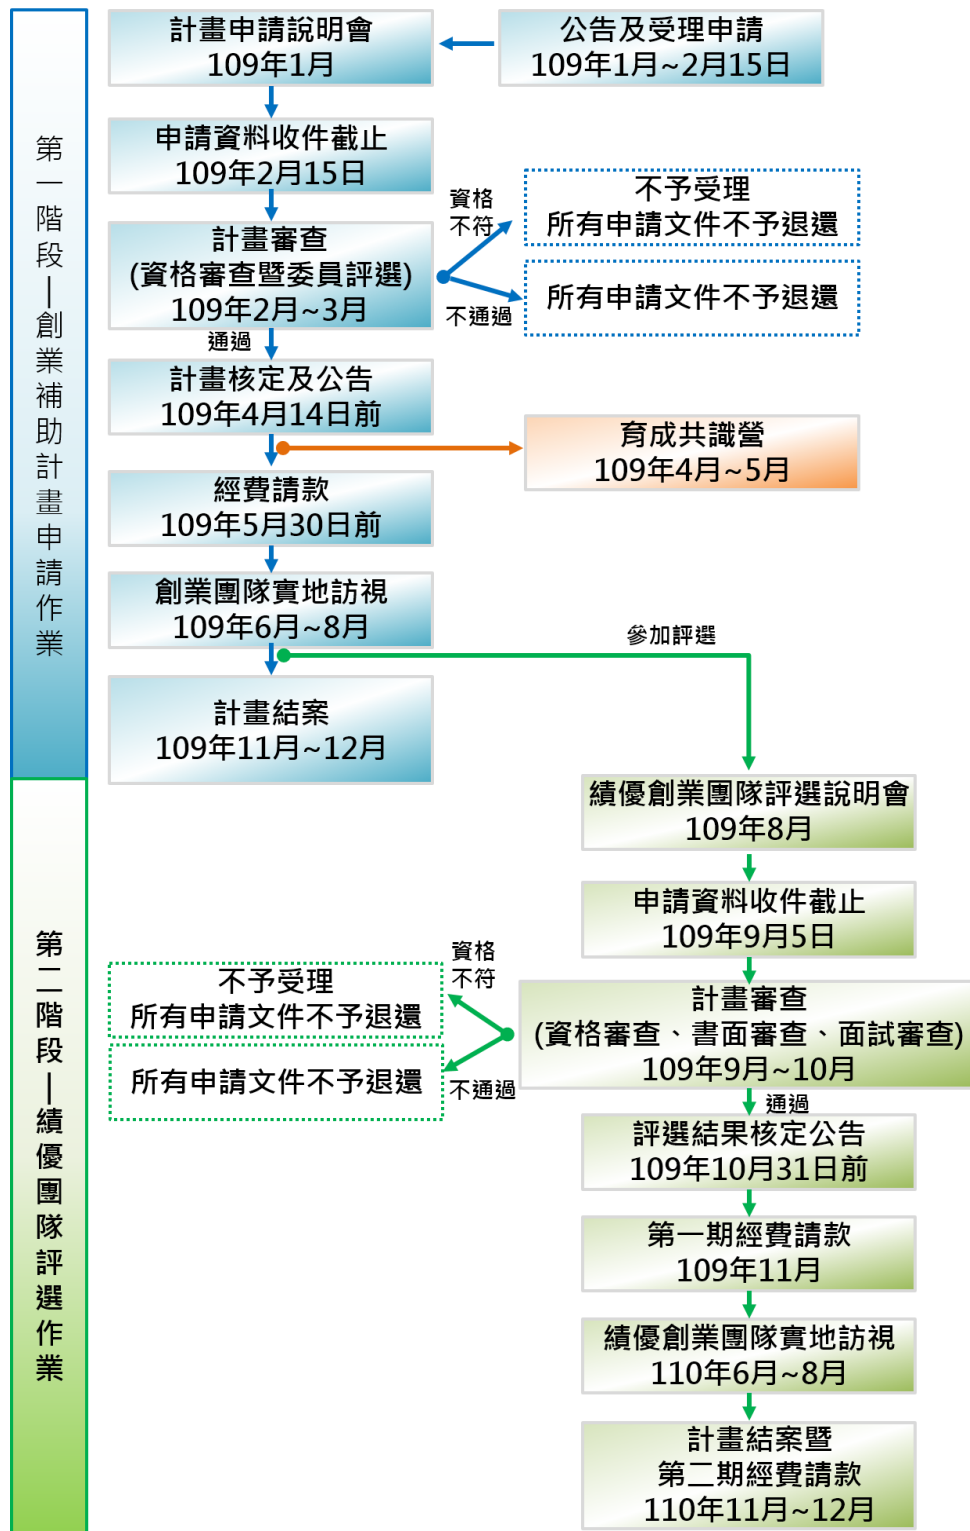 第一階段—創業補助計畫申請作業
計畫申請說明會
109年1月
公告及受理申請
109年1月~2月15日
申請資料收件截止
109年2月15日
計畫審查
(資格審查暨委員評選)
109年2月~3月
資格
不符
不予受理
所有申請文件不予退還
不通過
所有申請文件不予退還
通過
計畫核定及公告
109年4月14日前
育成共識營
109年4月~5月
經費請款
109年5月30日前
創業團隊實地訪視
109年6月~8月
參加評選
計畫結案
109年11月~12月
第二階段—績優團隊評選作業
績優創業團隊評選說明會
109年8月
申請資料收件截止
109年9月5日
計畫審查
(資格審查、書面審查、面試審查)
109年9月~10月
資格
不符
不予受理
所有申請文件不予退還
不通過
所有申請文件不予退還
通過
評選結果核定公告
109年10月31日前
第一期經費請款
109年11月
績優創業團隊實地訪視
110年6月~8月
計畫結案暨
第二期經費請款
110年11月~12月